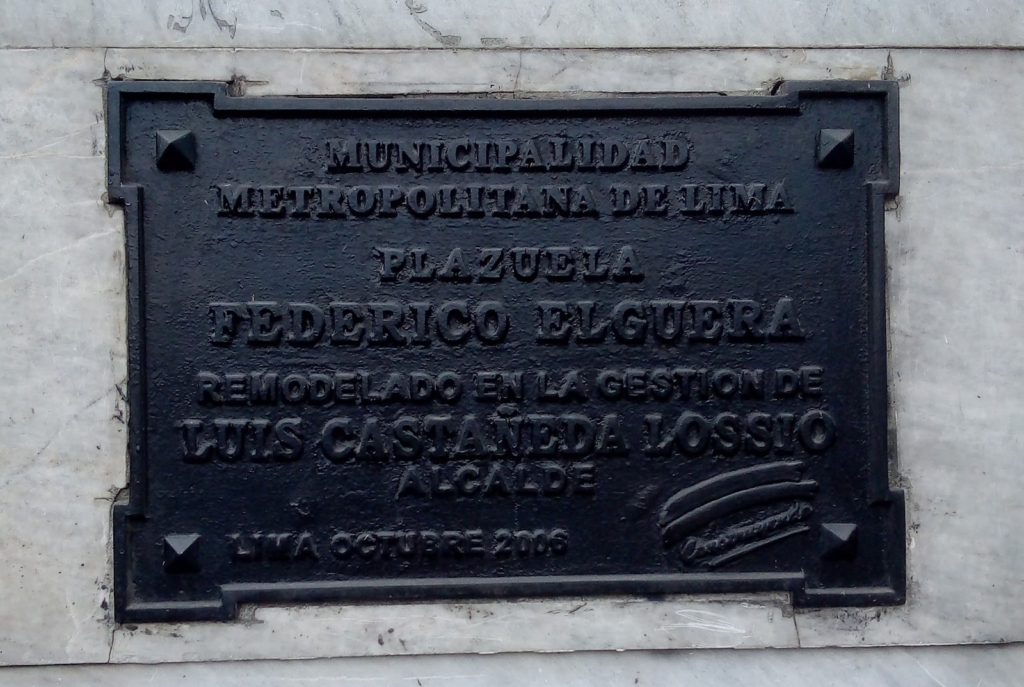 MUNICIPALIDAD
METROPOLITANA DE LIMA
PLAZUELA
FEDERICO ELGUERA
REMODELADO EN LA GESTION DE
LUIS CASTAÑEDA LOSSIO
ALCALDE
LIMA OCTUBRE 2006